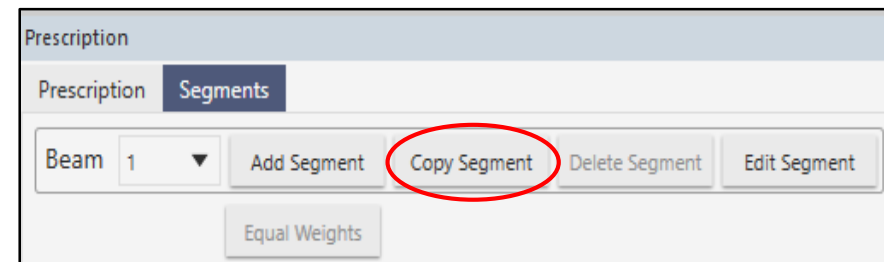 Prescription
Prescription Segments
Beam 1 Add Segment Copy Segment Delete Segment Edit Segment
Equal Weights